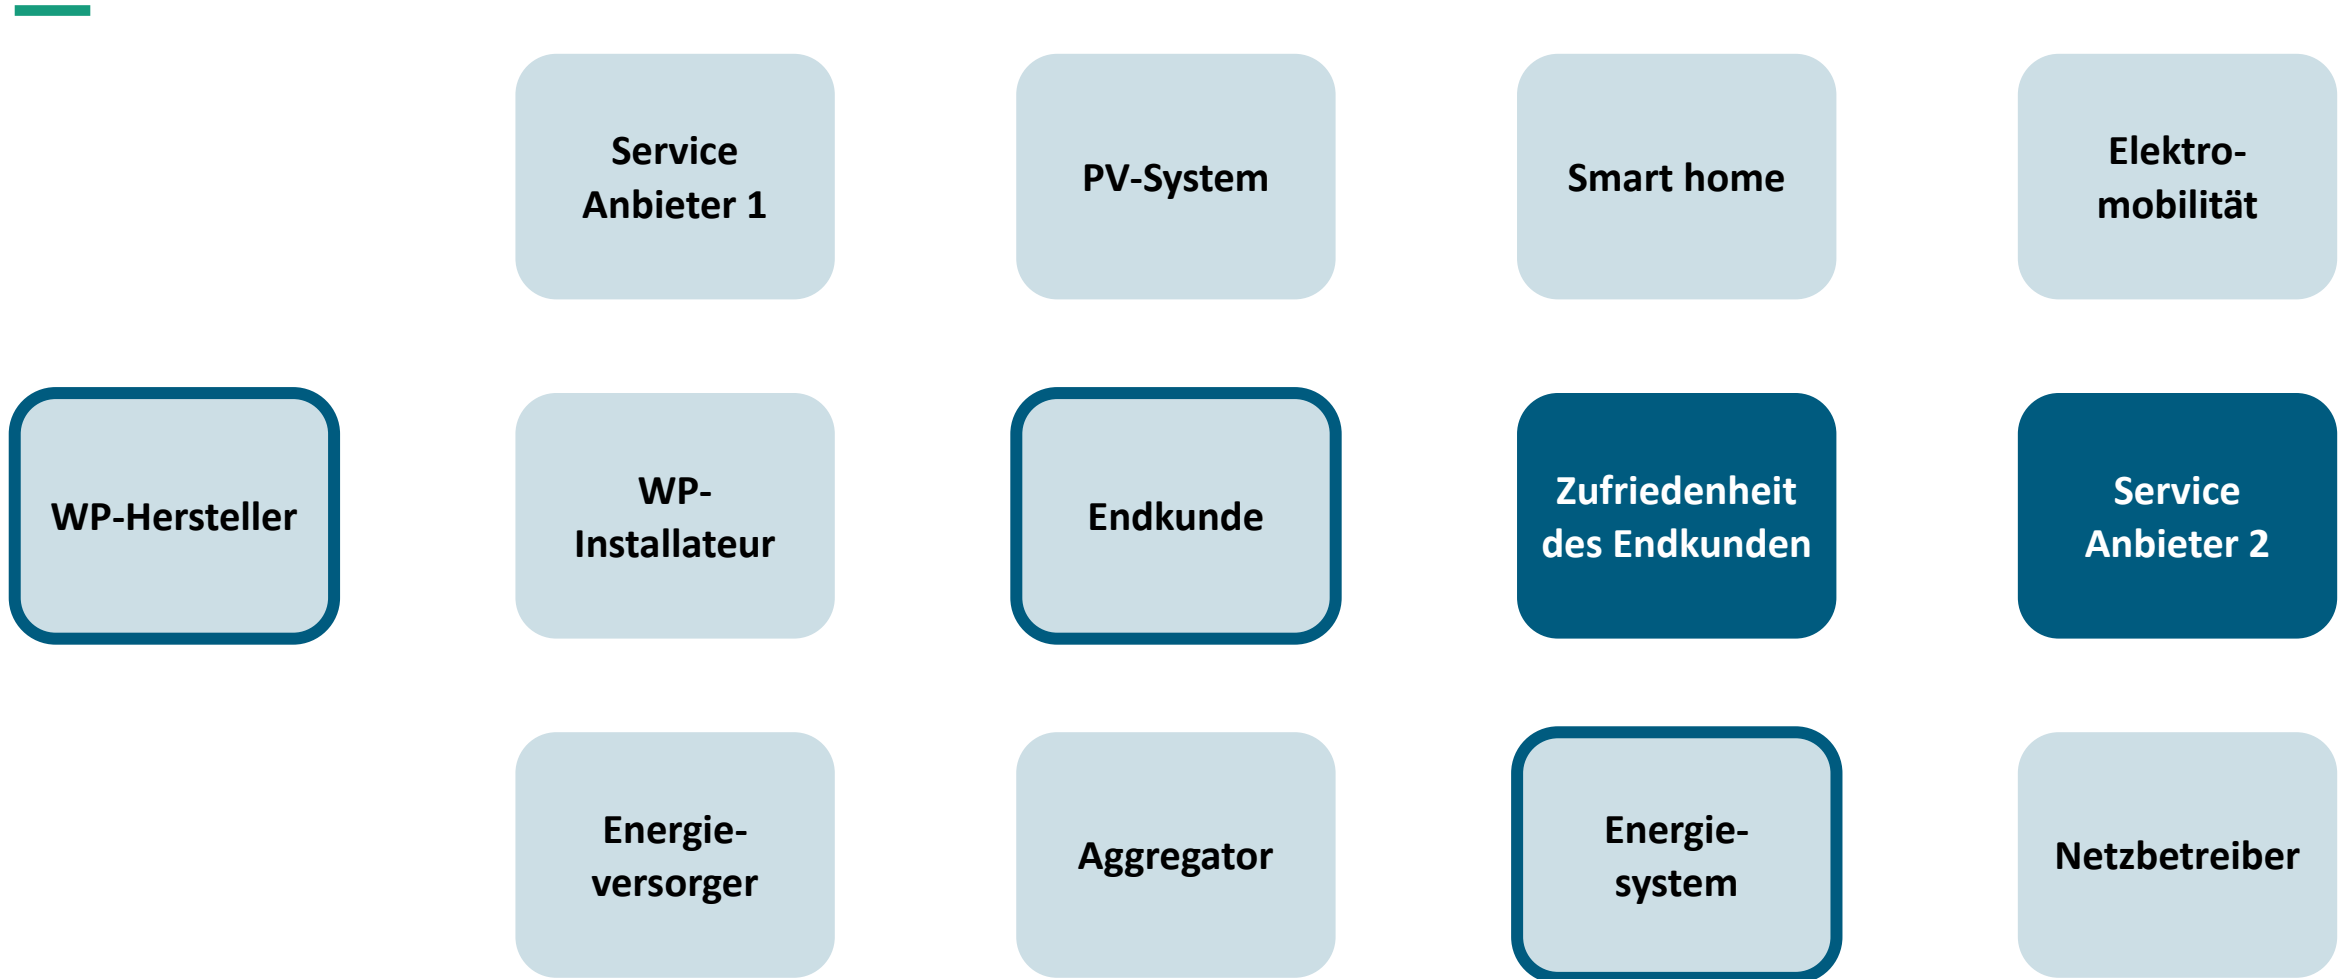 Service
Anbieter 1
PV-System
Smart home
Elektro-
mobilität
WP-Hersteller
WP-
Installateur
Endkunde
Zufriedenheit
des Endkunden
Service
Anbieter 2
Energie-
versorger
Aggregator
Energie-
system
Netzbetreiber